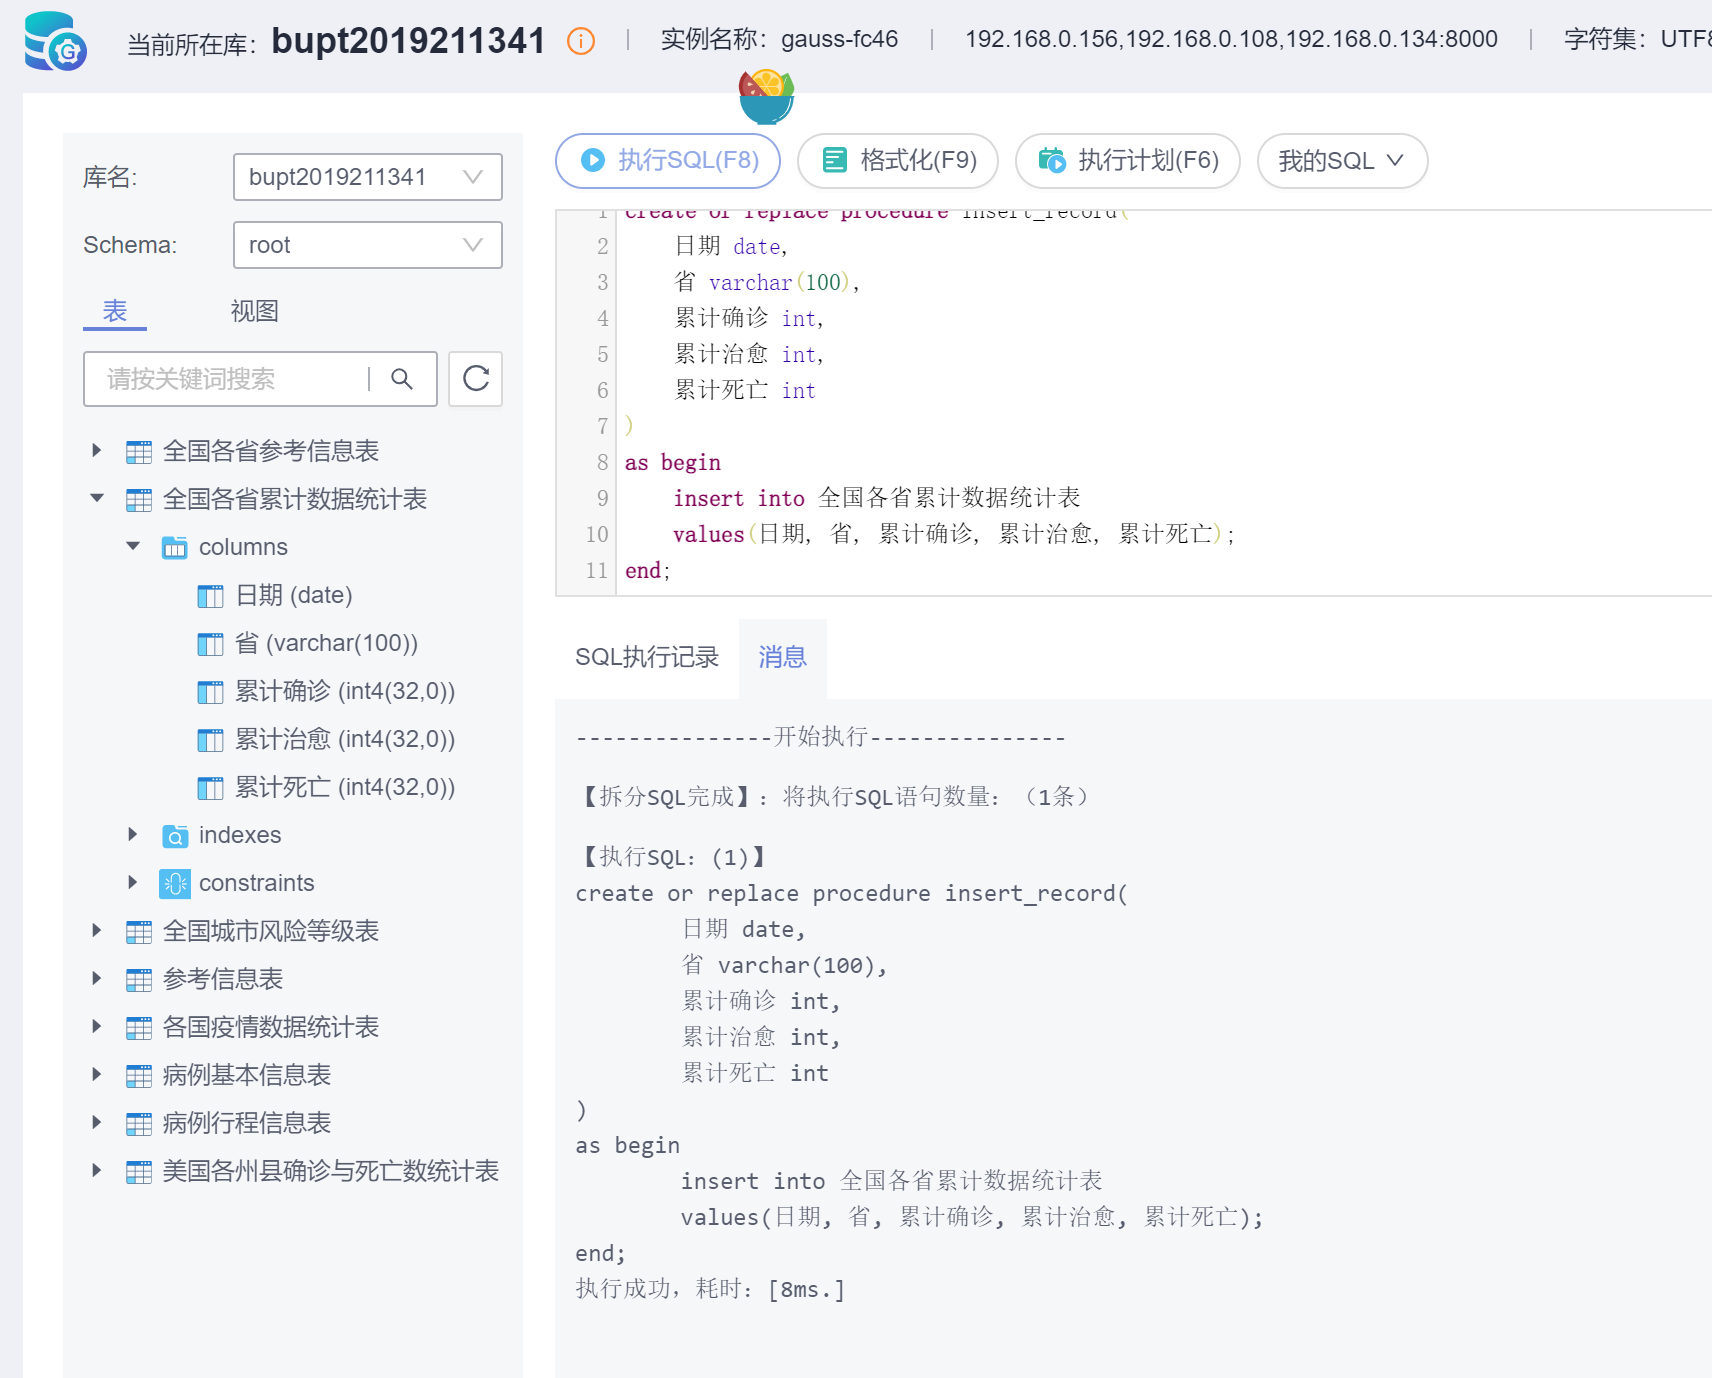 当前所在库： bupt2019211341 | 实例名称：gauss-fc46 | 192.168.0.156,192.168.0.108,192.168.0.134:8000 | 字符集：UTF8
库名: bupt2019211341
Schema: root
表 视图
请按关键词搜索
全国各省参考信息表
全国各省累计数据统计表
columns
日期 (date)
省 (varchar(100))
累计确诊 (int4(32,0))
累计治愈 (int4(32,0))
累计死亡 (int4(32,0))
indexes
constraints
全国城市风险等级表
参考信息表
各国疫情数据统计表
病例基本信息表
病例行程信息表
美国各州县确诊与死亡数统计表
执行SQL(F8) 格式化(F9) 执行计划(F6) 我的SQL
1 create or replace procedure insert_record(
2 日期 date,
3 省 varchar(100),
4 累计确诊 int,
5 累计治愈 int,
6 累计死亡 int
7 )
8 as begin
9 insert into 全国各省累计数据统计表
10 values(日期, 省, 累计确诊, 累计治愈, 累计死亡);
11 end;
SQL执行记录 消息
---------------开始执行---------------
【拆分SQL完成】：将执行SQL语句数量：（1条）
【执行SQL：(1)】
create or replace procedure insert_record(
日期 date,
省 varchar(100),
累计确诊 int,
累计治愈 int,
累计死亡 int
)
as begin
insert into 全国各省累计数据统计表
values(日期, 省, 累计确诊, 累计治愈, 累计死亡);
end;
执行成功，耗时：[8ms.]